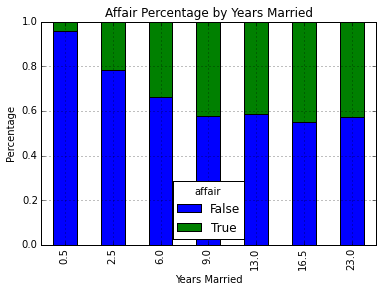 Affair Percentage by Years Married
Percentage
1.0
0.8
0.6
0.4
0.2
0.0
affair
False
True
0.5
2.5
6.0
9.0
13.0
16.5
23.0
Years Married